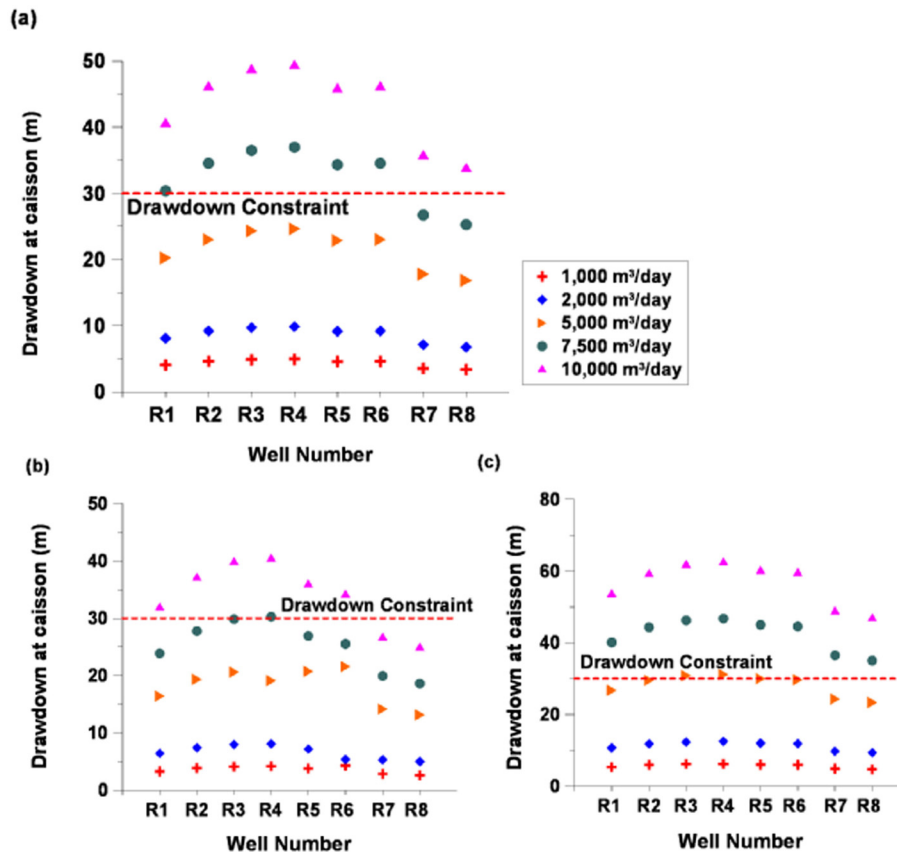 (a)
Drawdown at caisson (m)
50
40
30
20
10
0
Drawdown Constraint
R1 R2 R3 R4 R5 R6 R7 R8
Well Number
1,000 m³/day
2,000 m³/day
5,000 m³/day
7,500 m³/day
10,000 m³/day
(b)
Drawdown at caisson (m)
50
40
30
20
10
0
Drawdown Constraint
R1 R2 R3 R4 R5 R6 R7 R8
Well Number
(c)
Drawdown at caisson (m)
80
60
40
20
0
Drawdown Constraint
R1 R2 R3 R4 R5 R6 R7 R8
Well Number